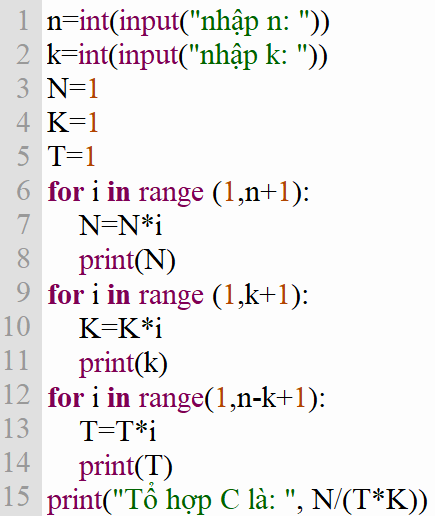 1 n=int(input("nhập n: "))
2 k=int(input("nhập k: "))
3 N=1
4 K=1
5 T=1
6 for i in range (1,n+1):
7     N=N*i
8     print(N)
9 for i in range (1,k+1):
10     K=K*i
11     print(k)
12 for i in range(1,n-k+1):
13     T=T*i
14     print(T)
15 print("Tổ hợp C là: ", N/(T*K))